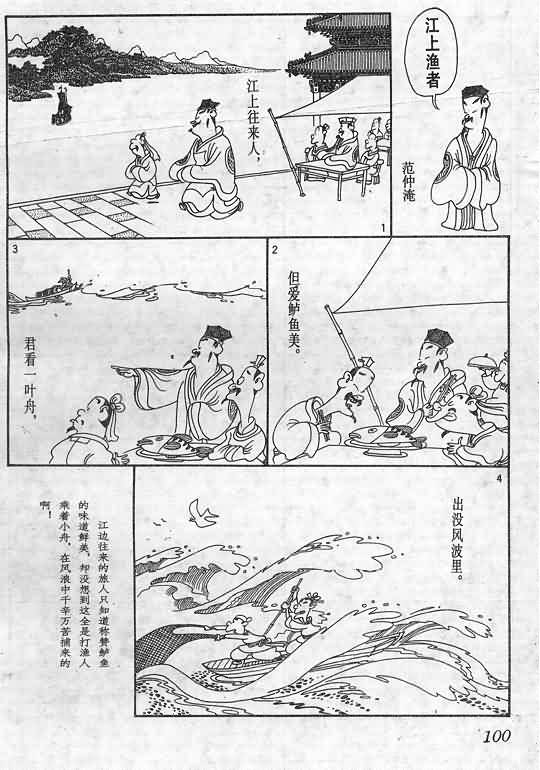 江上渔者
范仲淹
江上往来人，
1
2
但爱鲈鱼美。
3
君看一叶舟，
4
出没风波里。
江边往来的旅人只知道称赞鲈鱼
的味道鲜美，却没想到这全是打渔人
乘着小舟，在风浪中千辛万苦捕来的
啊！
100